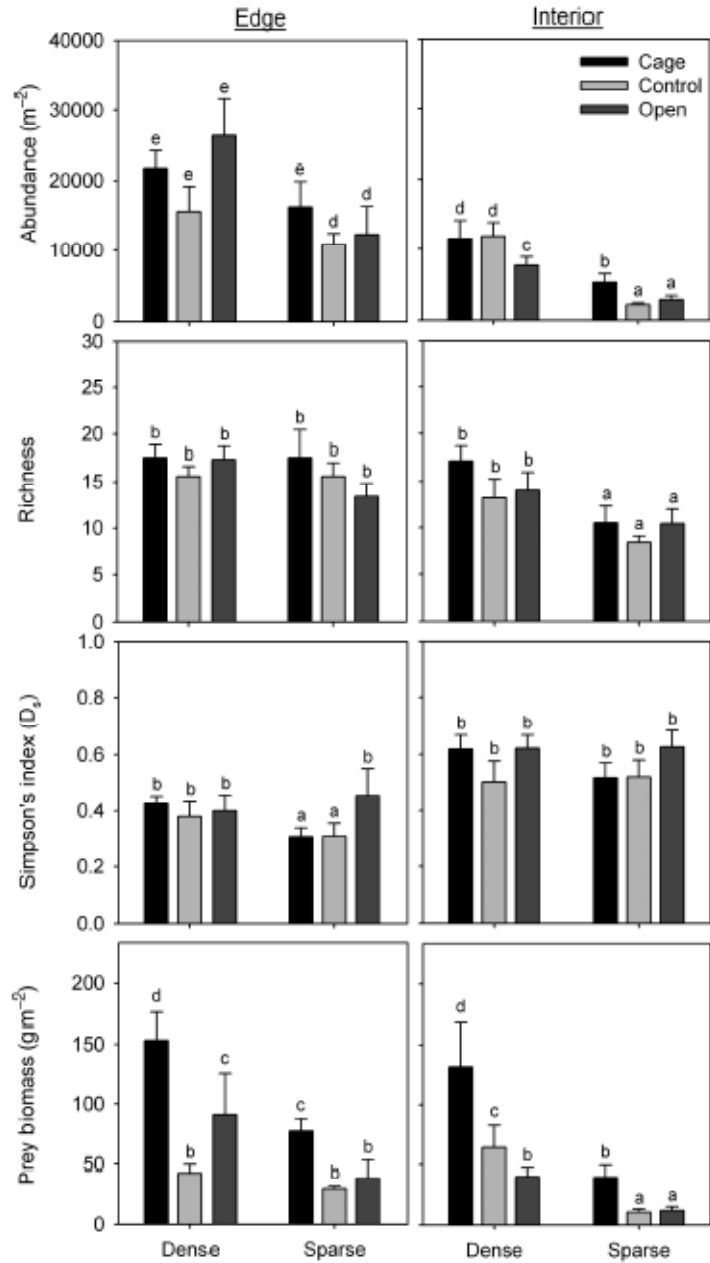 Edge
Interior
Abundance (m⁻²)
40000
30000
20000
10000
0
e
e
e
e
d
d
Cage
Control
Open
d
d
c
b
a
a
Richness
30
25
20
15
10
5
0
b
b
b
b
b
b
b
b
b
a
a
a
Simpson's index (Dₛ)
1.0
0.8
0.6
0.4
0.2
0.0
b
b
b
a
a
b
b
b
b
b
b
b
Prey biomass (gm⁻²)
200
150
100
50
0
d
b
c
c
b
b
d
c
b
b
a
a
Dense
Sparse
Dense
Sparse